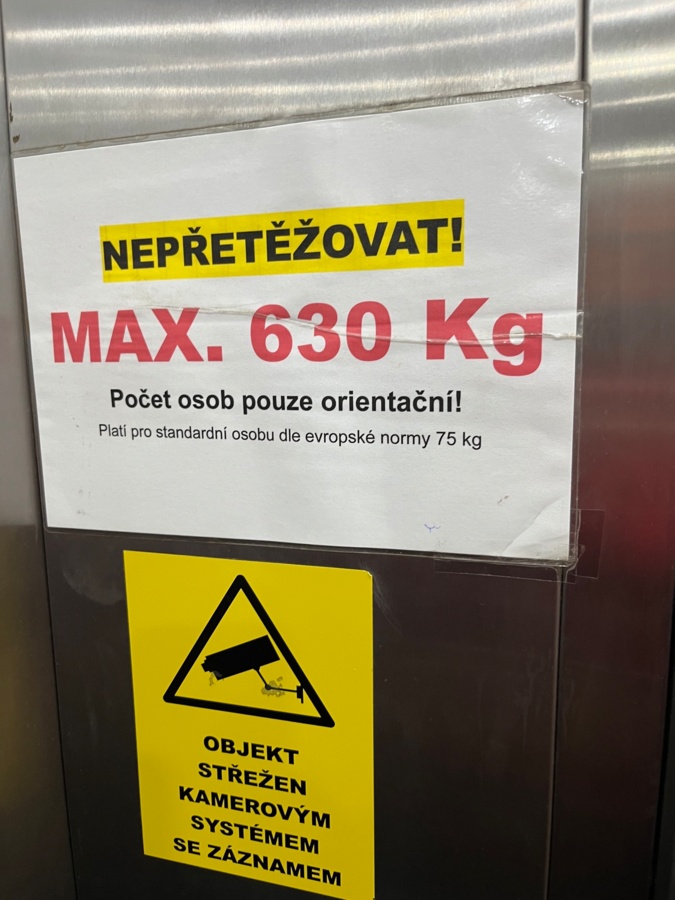 NEPŘETĚŽOVAT!
MAX. 630 Kg
Počet osob pouze orientační!
Platí pro standardní osobu dle evropské normy 75 kg
OBJEKT
STŘEŽEN
KAMEROVÝM
SYSTÉMEM
SE ZÁZNAMEM